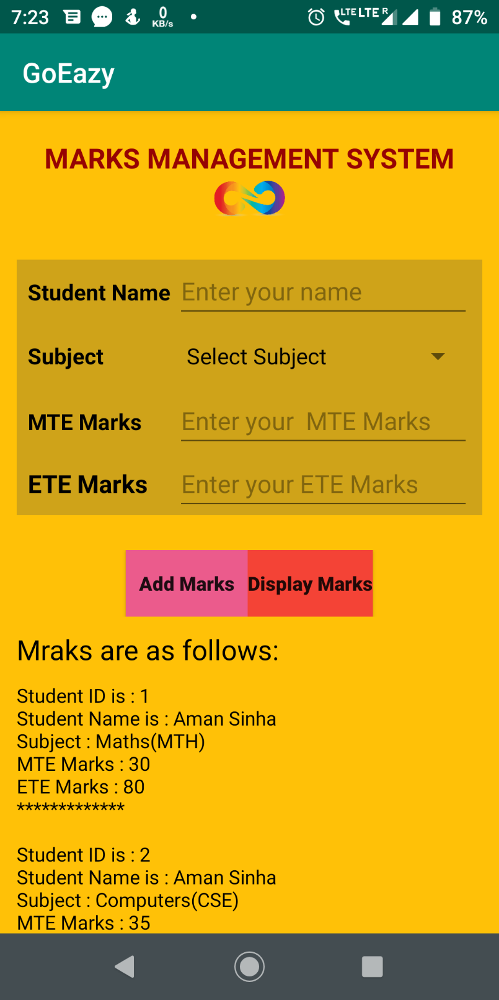 7:23 0 KB/s LTE LTE R 87%
GoEazy
MARKS MANAGEMENT SYSTEM
Student Name Enter your name
Subject Select Subject
MTE Marks Enter your  MTE Marks
ETE Marks Enter your ETE Marks
Add Marks Display Marks
Mraks are as follows:
Student ID is : 1
Student Name is : Aman Sinha
Subject : Maths(MTH)
MTE Marks : 30
ETE Marks : 80
*************
Student ID is : 2
Student Name is : Aman Sinha
Subject : Computers(CSE)
MTE Marks : 35